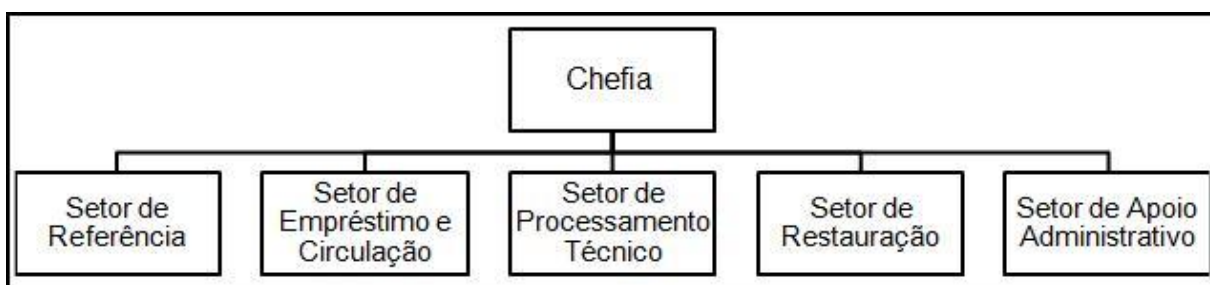 Chefia
Setor de
Referência
Setor de
Empréstimo e
Circulação
Setor de
Processamento
Técnico
Setor de
Restauração
Setor de Apoio
Administrativo